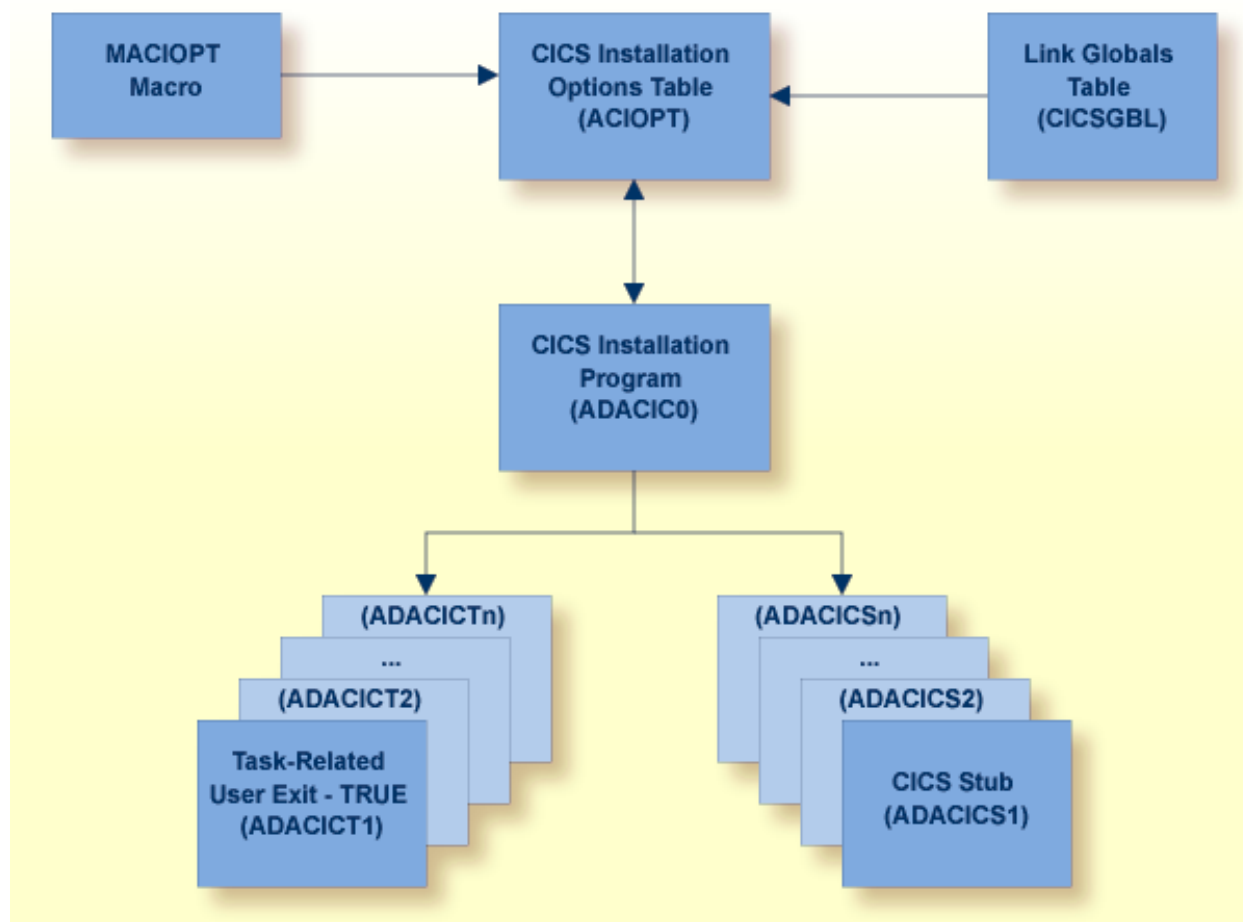 MACIOPT
Macro
CICS Installation
Options Table
(ACIOPT)
Link Globals
Table
(CICSGBL)
CICS Installation
Program
(ADACIC0)
(ADACICTn)
...
(ADACICT2)
Task-Related
User Exit - TRUE
(ADACICT1)
(ADACICSn)
...
(ADACICS2)
CICS Stub
(ADACICS1)